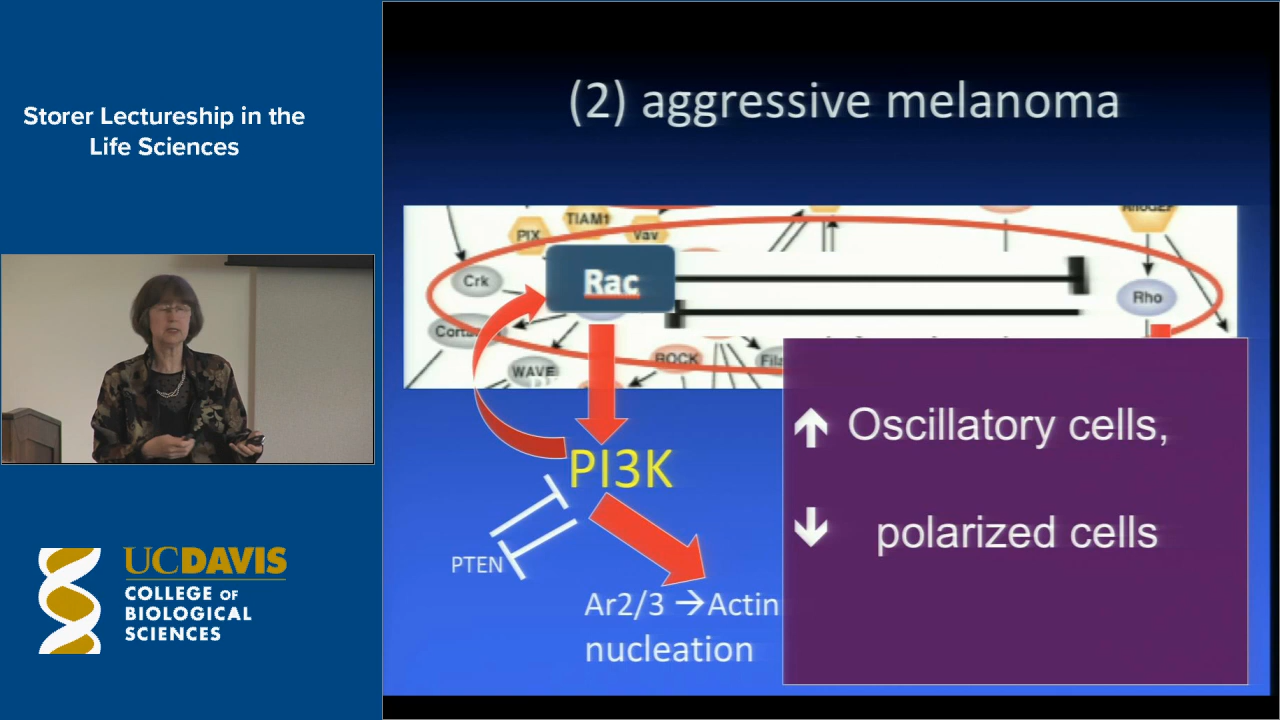 Storer Lectureship in the
Life Sciences
UCDAVIS
COLLEGE OF
BIOLOGICAL
SCIENCES
(2) aggressive melanoma
TIAM1
PIX
Vav
RhoGEF
Crk
Rac
Rho
WAVE
ROCK
PI3K
PTEN
Ar2/3 →Actin
nucleation
↑ Oscillatory cells,
↓ polarized cells